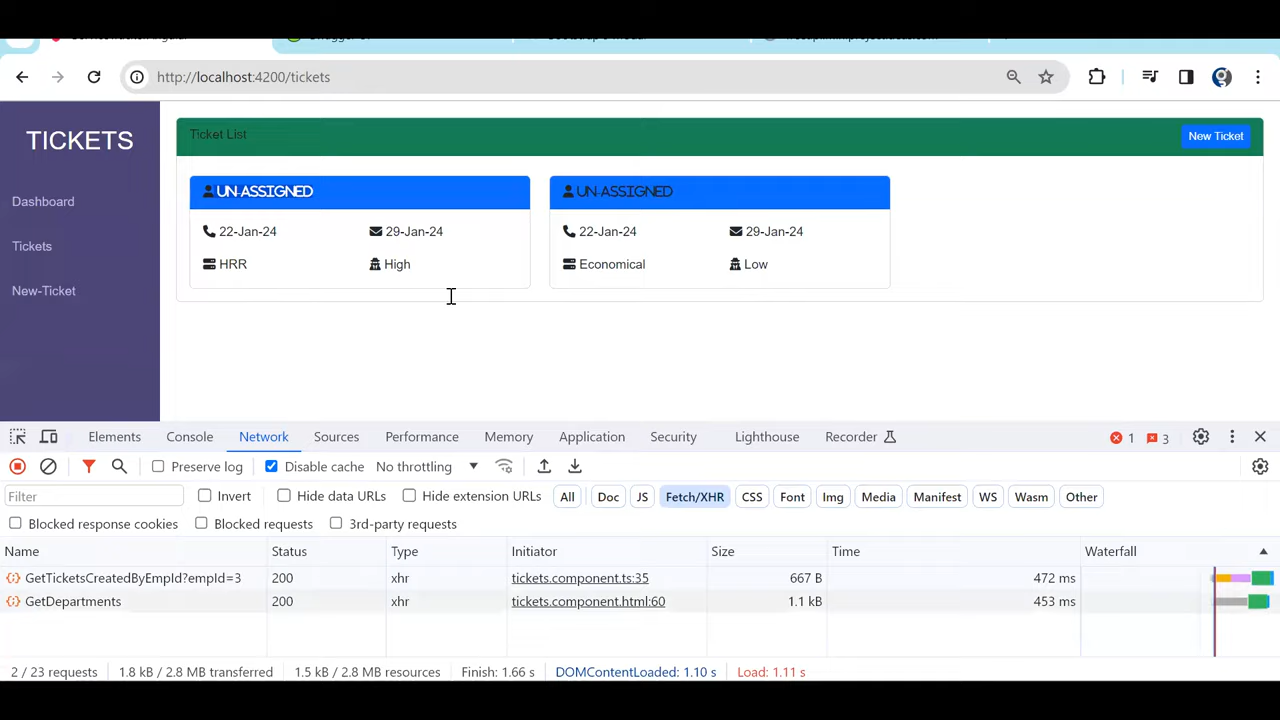 http://localhost:4200/tickets
TICKETS
Dashboard
Tickets
New-Ticket
Ticket List
New Ticket
UN-ASSIGNED
22-Jan-24 29-Jan-24
HRR High
UN-ASSIGNED
22-Jan-24 29-Jan-24
Economical Low
Elements Console Network Sources Performance Memory Application Security Lighthouse Recorder 1 3
Preserve log Disable cache No throttling
Filter Invert Hide data URLs Hide extension URLs All Doc JS Fetch/XHR CSS Font Img Media Manifest WS Wasm Other
Blocked response cookies Blocked requests 3rd-party requests
Name Status Type Initiator Size Time Waterfall
GetTicketsCreatedByEmpId?empId=3 200 xhr tickets.component.ts:35 667 B 472 ms
GetDepartments 200 xhr tickets.component.html:60 1.1 kB 453 ms
2 / 23 requests 1.8 kB / 2.8 MB transferred 1.5 kB / 2.8 MB resources Finish: 1.66 s DOMContentLoaded: 1.10 s Load: 1.11 s